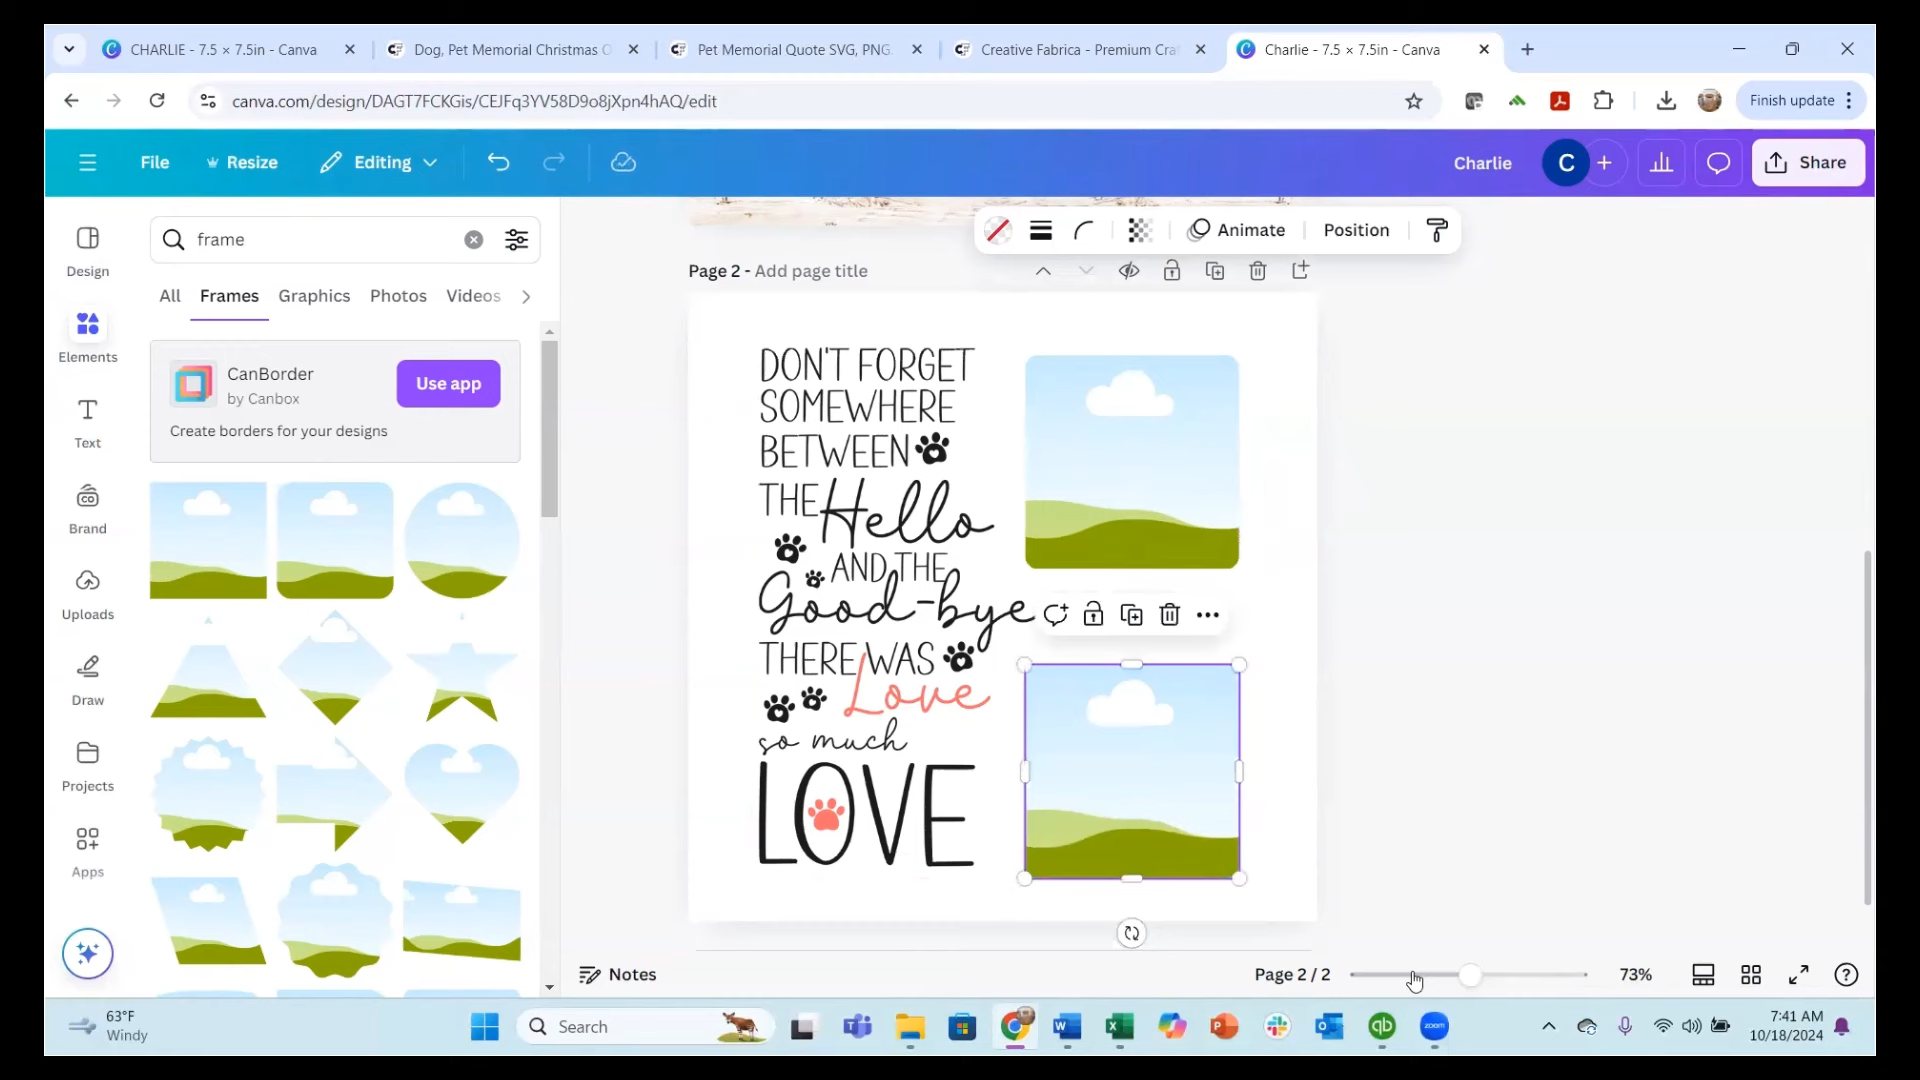 CHARLIE - 7.5 × 7.5in - Canva
Dog, Pet Memorial Christmas O
Pet Memorial Quote SVG, PNG
Creative Fabrica - Premium Cra
Charlie - 7.5 × 7.5in - Canva
canva.com/design/DAGT7FCKGis/CEJFq3YV58D9o8jXpn4hAQ/edit
Finish update
File
Resize
Editing
Charlie
C
Share
Design
Elements
Text
Brand
Uploads
Draw
Projects
Apps
frame
All
Frames
Graphics
Photos
Videos
CanBorder
by Canbox
Use app
Create borders for your designs
Animate
Position
Page 2 - Add page title
DON'T FORGET
SOMEWHERE
BETWEEN
THE Hello
AND THE
Good-bye
THERE WAS
Love
so much
LOVE
Notes
Page 2 / 2
73%
63°F
Windy
Search
zoom
7:41 AM
10/18/2024